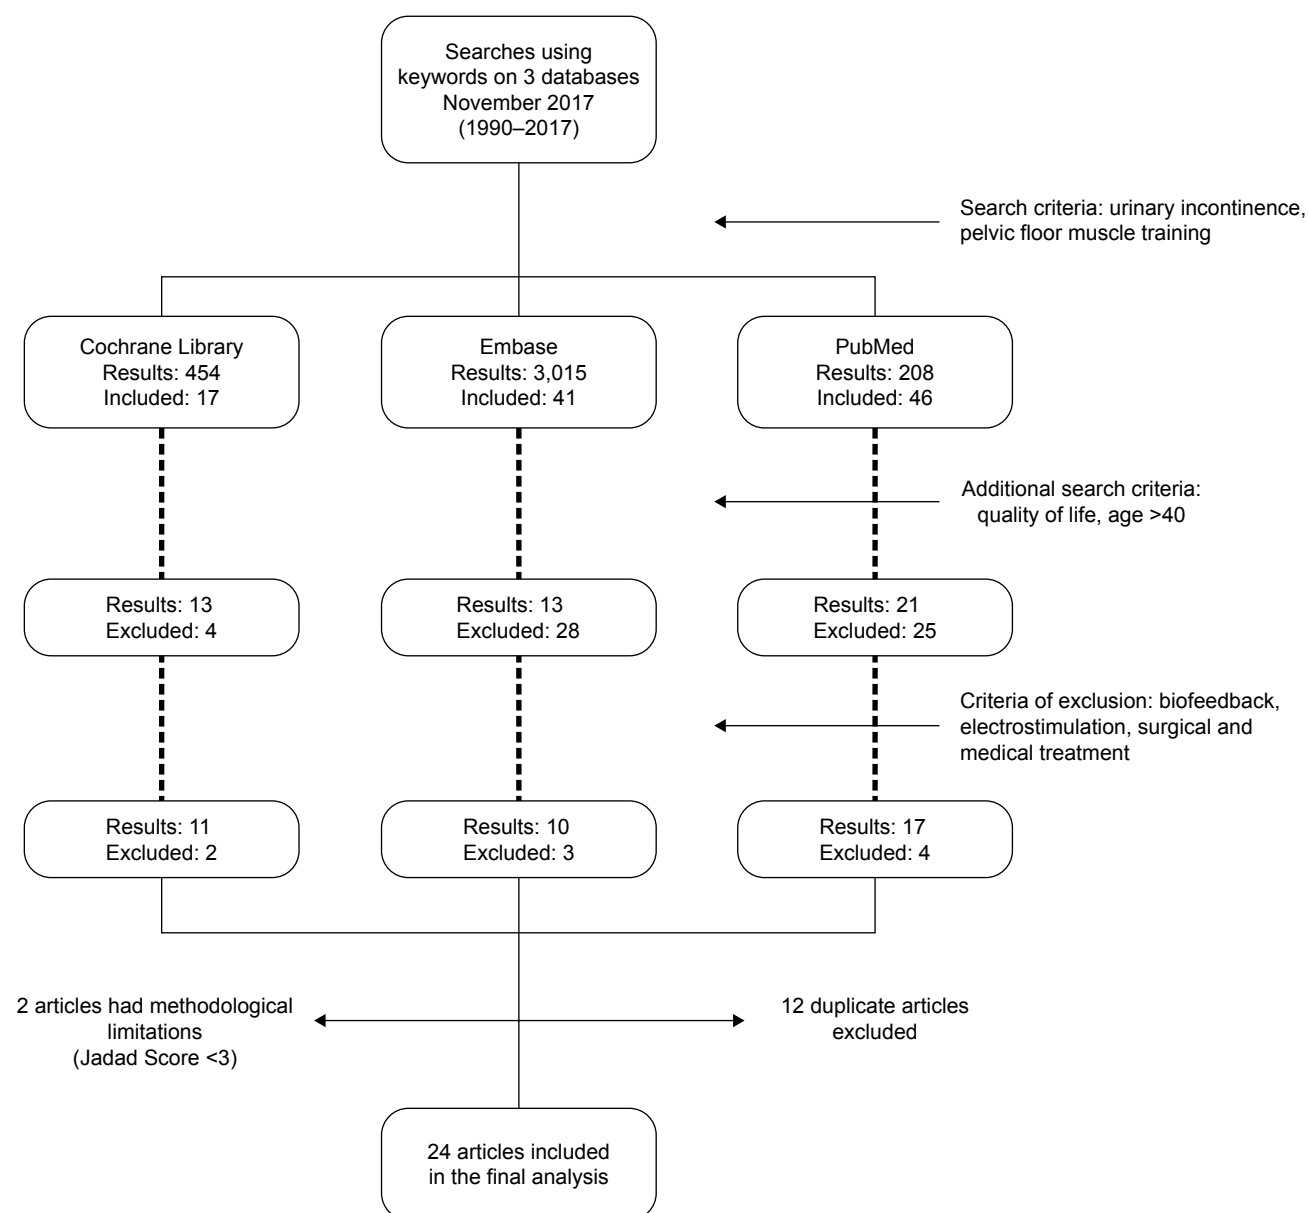 Searches using
keywords on 3 databases
November 2017
(1990–2017)
Search criteria: urinary incontinence,
pelvic floor muscle training
Cochrane Library
Results: 454
Included: 17
Embase
Results: 3,015
Included: 41
PubMed
Results: 208
Included: 46
Additional search criteria:
quality of life, age >40
Results: 13
Excluded: 4
Results: 13
Excluded: 28
Results: 21
Excluded: 25
Criteria of exclusion: biofeedback,
electrostimulation, surgical and
medical treatment
Results: 11
Excluded: 2
Results: 10
Excluded: 3
Results: 17
Excluded: 4
2 articles had methodological
limitations
(Jadad Score <3)
12 duplicate articles
excluded
24 articles included
in the final analysis